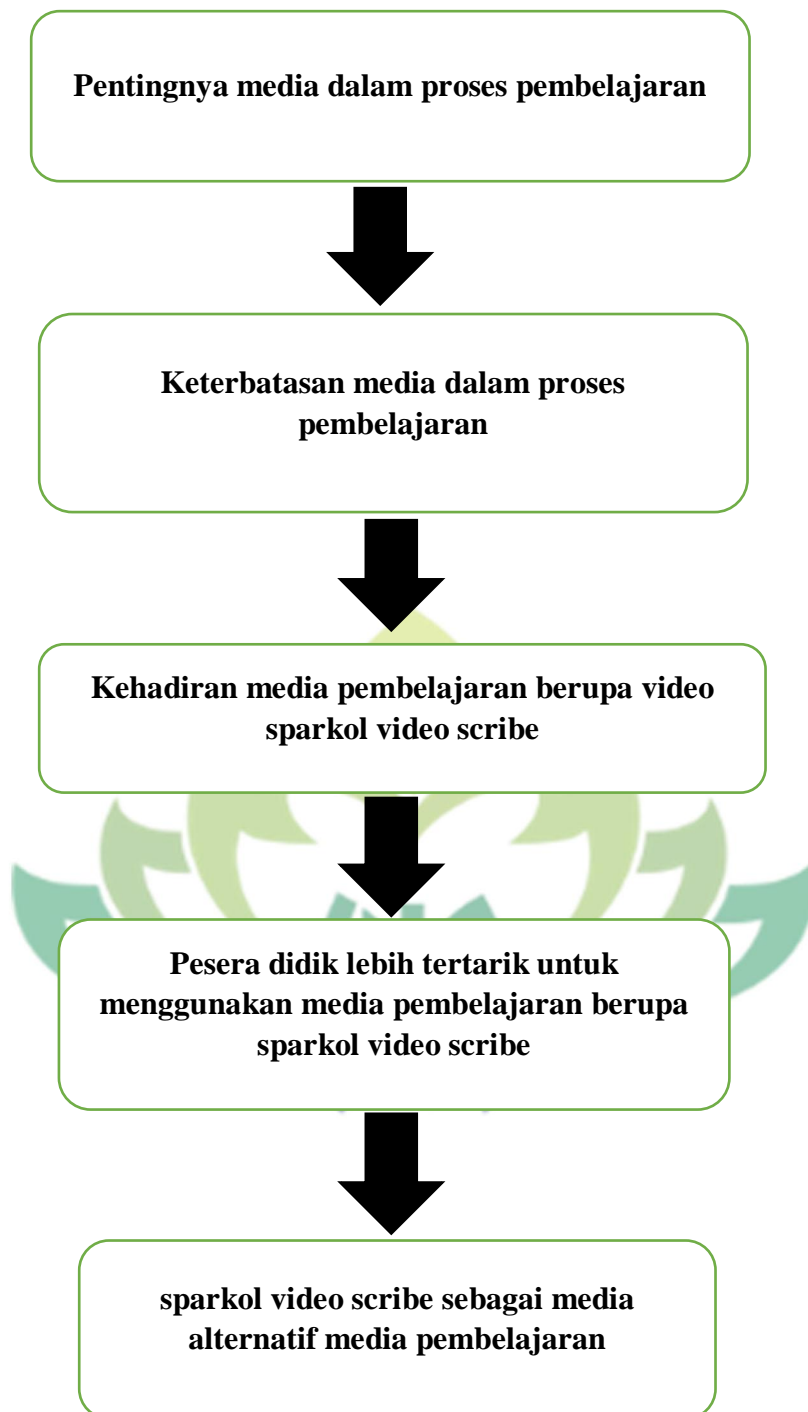 Pentingnya media dalam proses pembelajaran
Keterbatasan media dalam proses
pembelajaran
Kehadiran media pembelajaran berupa video
sparkol video scribe
Pesera didik lebih tertarik untuk
menggunakan media pembelajaran berupa
sparkol video scribe
sparkol video scribe sebagai media
alternatif media pembelajaran